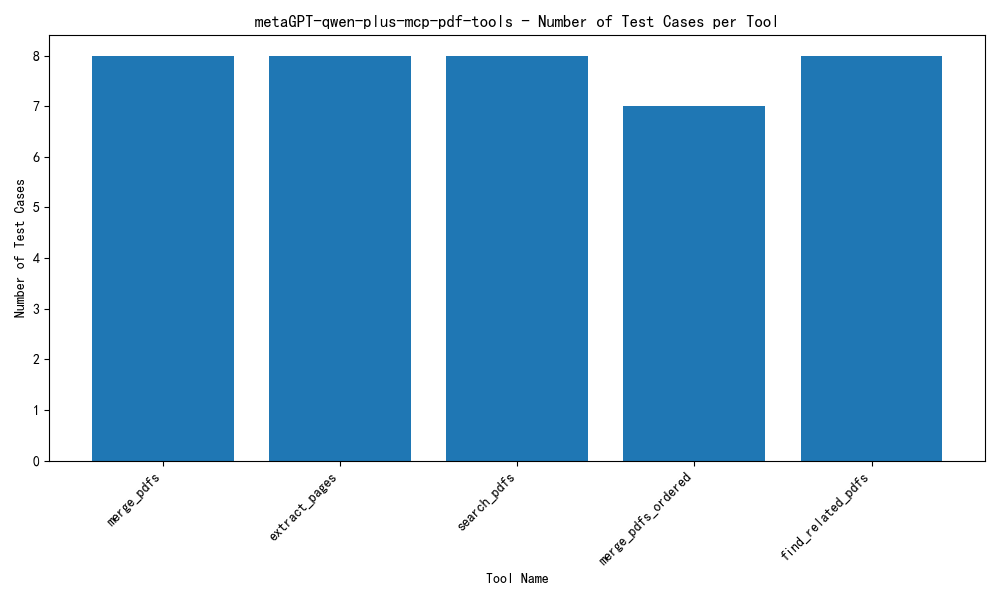 metaGPT-qwen-plus-mcp-pdf-tools - Number of Test Cases per Tool
Number of Test Cases
8
7
6
5
4
3
2
1
0
merge_pdfs
extract_pages
search_pdfs
merge_pdfs_ordered
find_related_pdfs
Tool Name